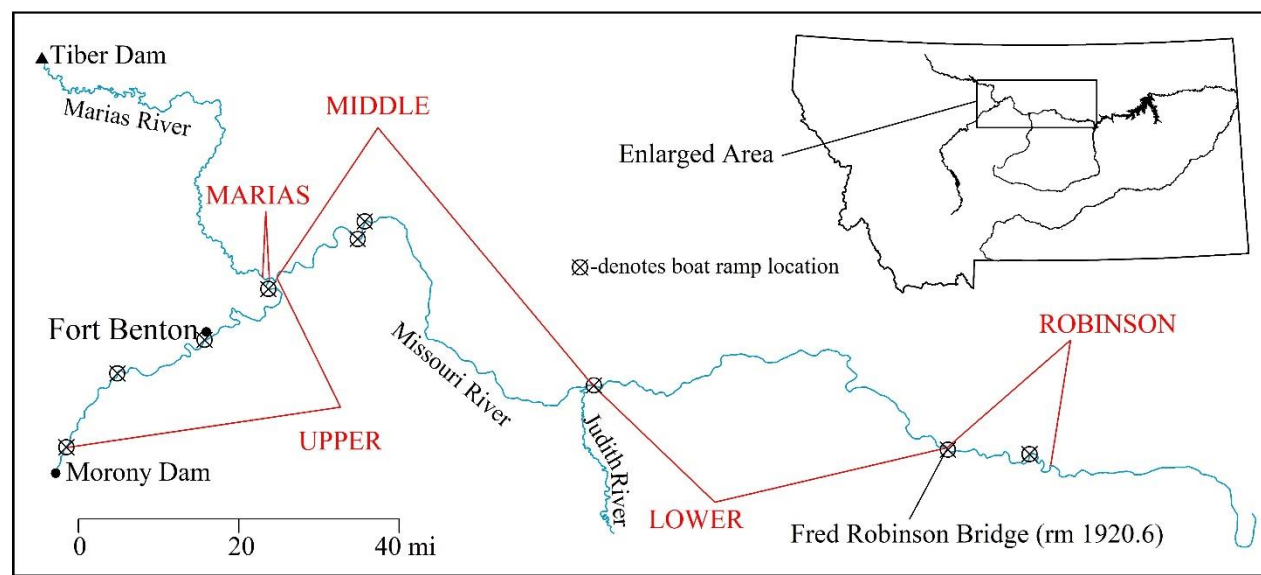 Tiber Dam
Marias River
MIDDLE
MARIAS
Enlarged Area
⊗-denotes boat ramp location
Fort Benton
Missouri River
ROBINSON
UPPER
Judith River
Morony Dam
LOWER
Fred Robinson Bridge (rm 1920.6)
0 20 40 mi